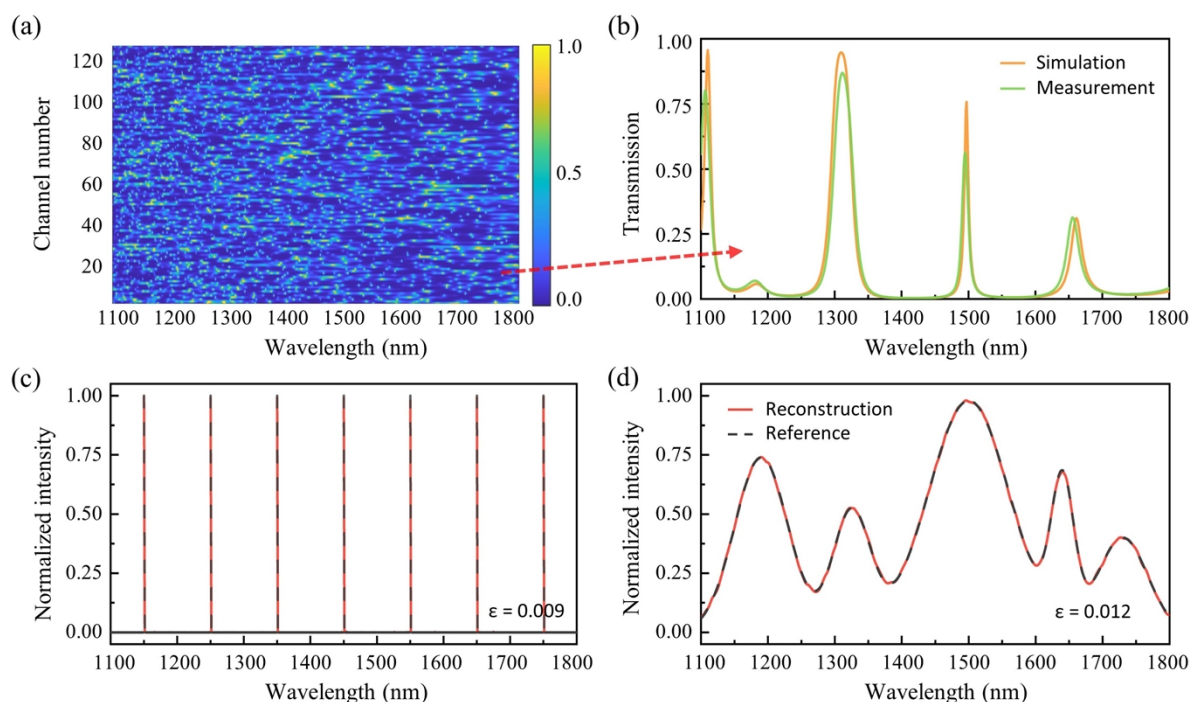 (a)
Channel number
120
100
80
60
40
20
1100 1200 1300 1400 1500 1600 1700 1800
Wavelength (nm)
1.0
0.5
0.0
(b)
Transmission
1.00
0.75
0.50
0.25
0.00
Simulation
Measurement
1100 1200 1300 1400 1500 1600 1700 1800
Wavelength (nm)
(c)
Normalized intensity
1.00
0.75
0.50
0.25
0.00
ε = 0.009
1100 1200 1300 1400 1500 1600 1700 1800
Wavelength (nm)
(d)
Normalized intensity
1.00
0.75
0.50
0.25
0.00
Reconstruction
Reference
ε = 0.012
1100 1200 1300 1400 1500 1600 1700 1800
Wavelength (nm)